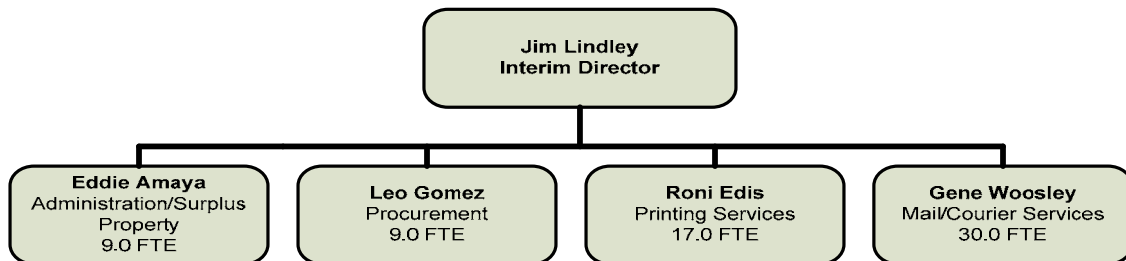 Jim Lindley
Interim Director
Eddie Amaya
Administration/Surplus
Property
9.0 FTE
Leo Gomez
Procurement
9.0 FTE
Roni Edis
Printing Services
17.0 FTE
Gene Woosley
Mail/Courier Services
30.0 FTE